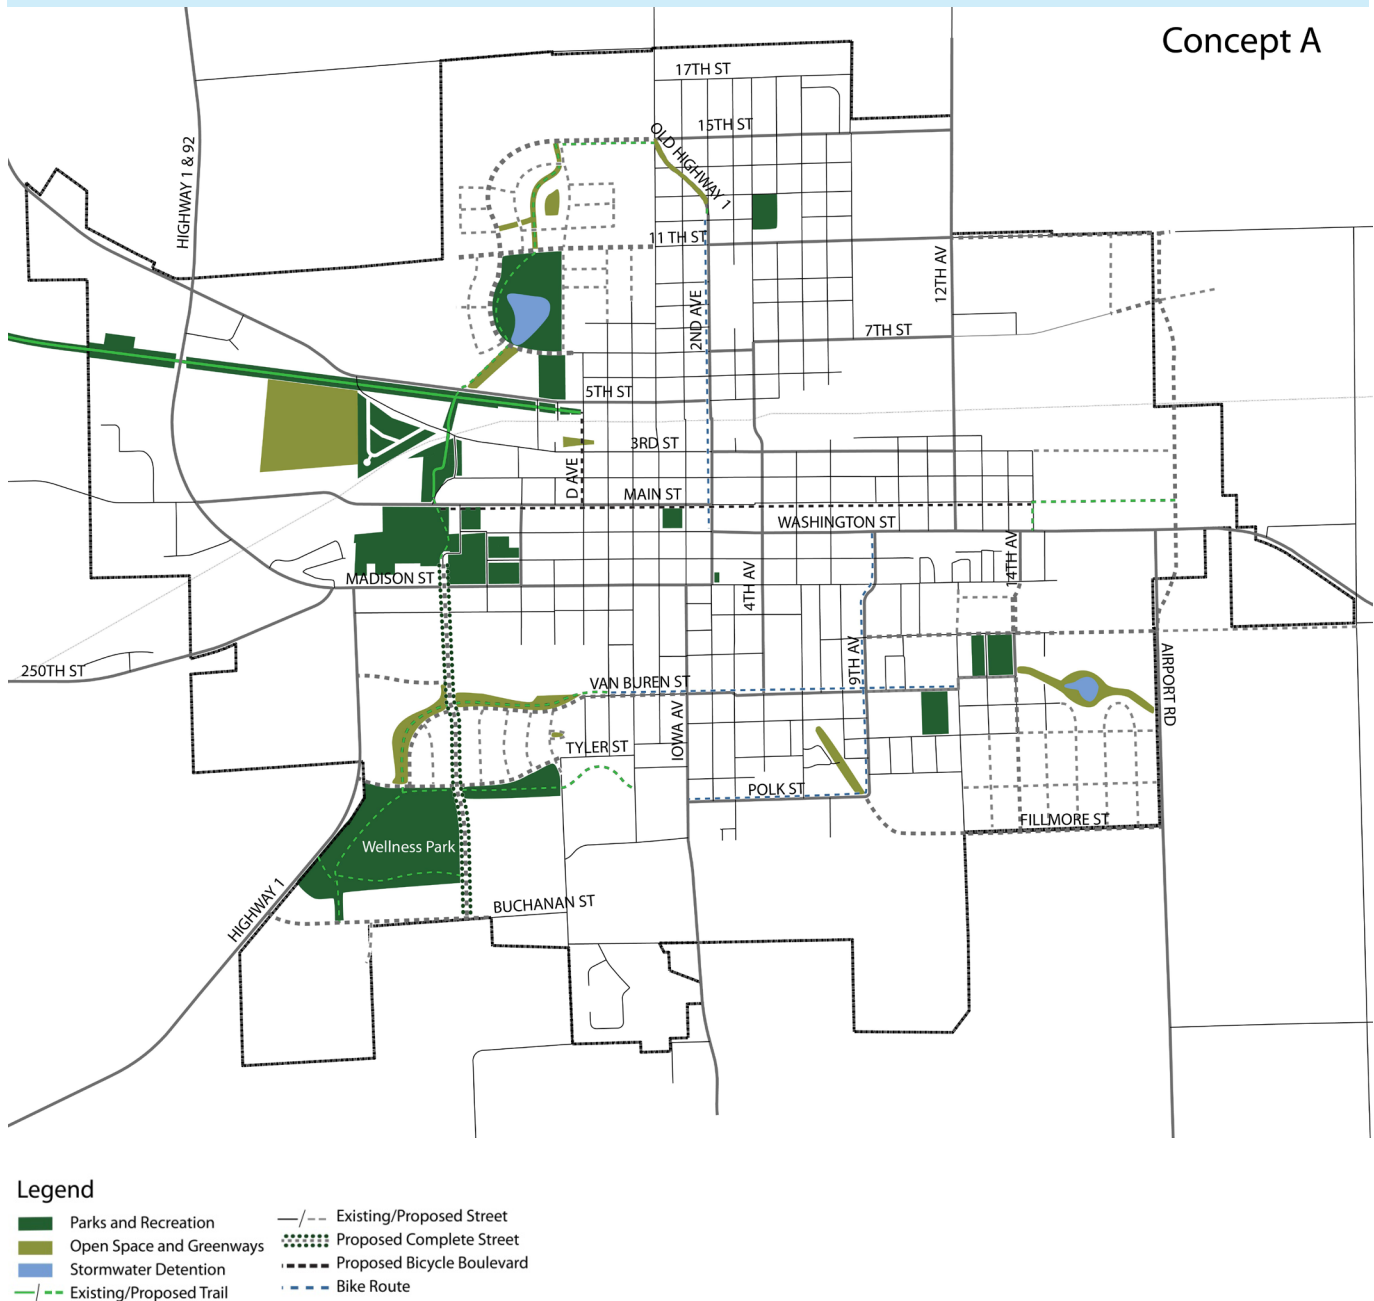 Concept A
17TH ST
15TH ST
OLD HIGHWAY 1
HIGHWAY 1 & 92
11 TH ST
12TH AV
2ND AVE
7TH ST
5TH ST
3RD ST
D AVE
MAIN ST
WASHINGTON ST
14TH AV
MADISON ST
4TH AV
9TH AV
250TH ST
VAN BUREN ST
AIRPORT RD
IOWA AV
TYLER ST
POLK ST
FILLMORE ST
Wellness Park
HIGHWAY 1
BUCHANAN ST
Legend
Parks and Recreation
Open Space and Greenways
Stormwater Detention
Existing/Proposed Trail
Existing/Proposed Street
Proposed Complete Street
Proposed Bicycle Boulevard
Bike Route